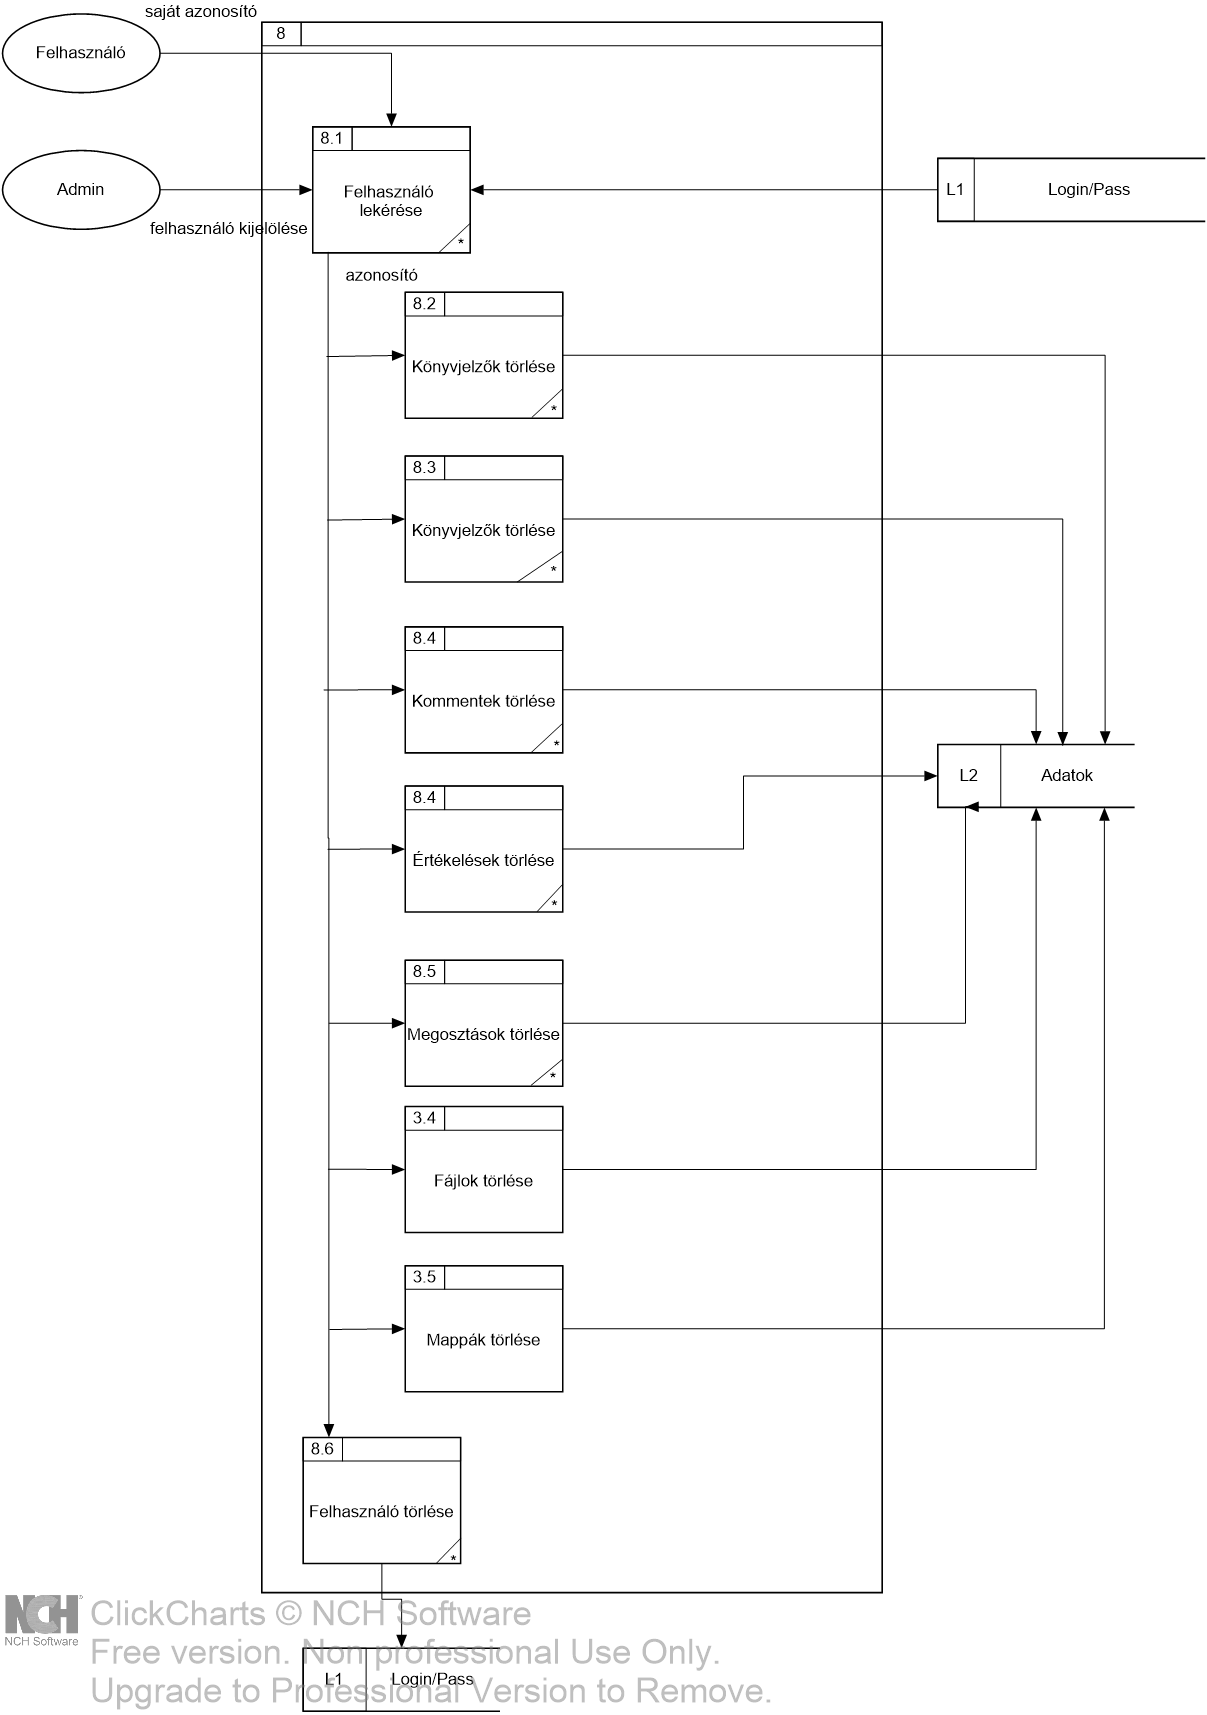 saját azonosító
Felhasználó
8
8.1
Felhasználó
lekérése
*
Admin
felhasználó kijelölése
L1
Login/Pass
azonosító
8.2
Könyvjelzők törlése
*
8.3
Könyvjelzők törlése
*
8.4
Kommentek törlése
*
L2
Adatok
8.4
Értékelések törlése
*
8.5
Megosztások törlése
*
3.4
Fájlok törlése
3.5
Mappák törlése
8.6
Felhasználó törlése
*
L1
Login/Pass
NCH
NCH Software
ClickCharts © NCH Software
Free version. Non professional Use Only.
Upgrade to Professional Version to Remove.